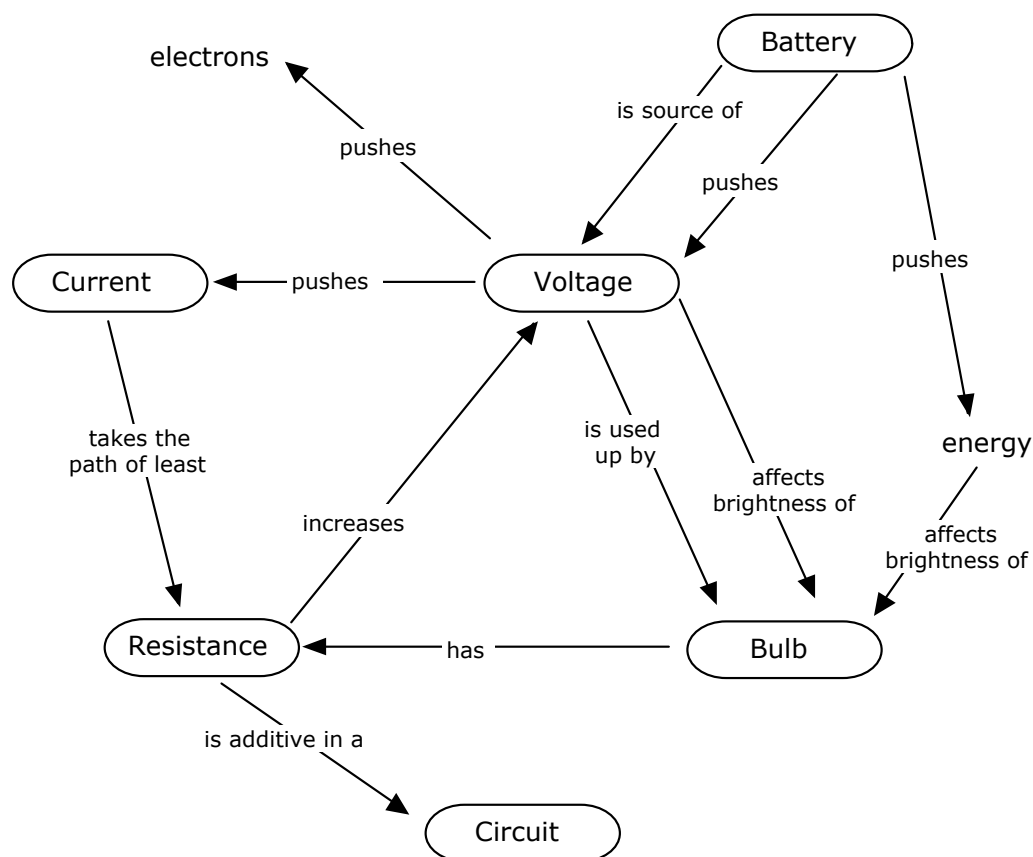 Battery
electrons
is source of
pushes
pushes
pushes
Current
pushes
Voltage
takes the
path of least
is used
up by
energy
affects
brightness of
increases
affects
brightness of
Resistance
has
Bulb
is additive in a
Circuit